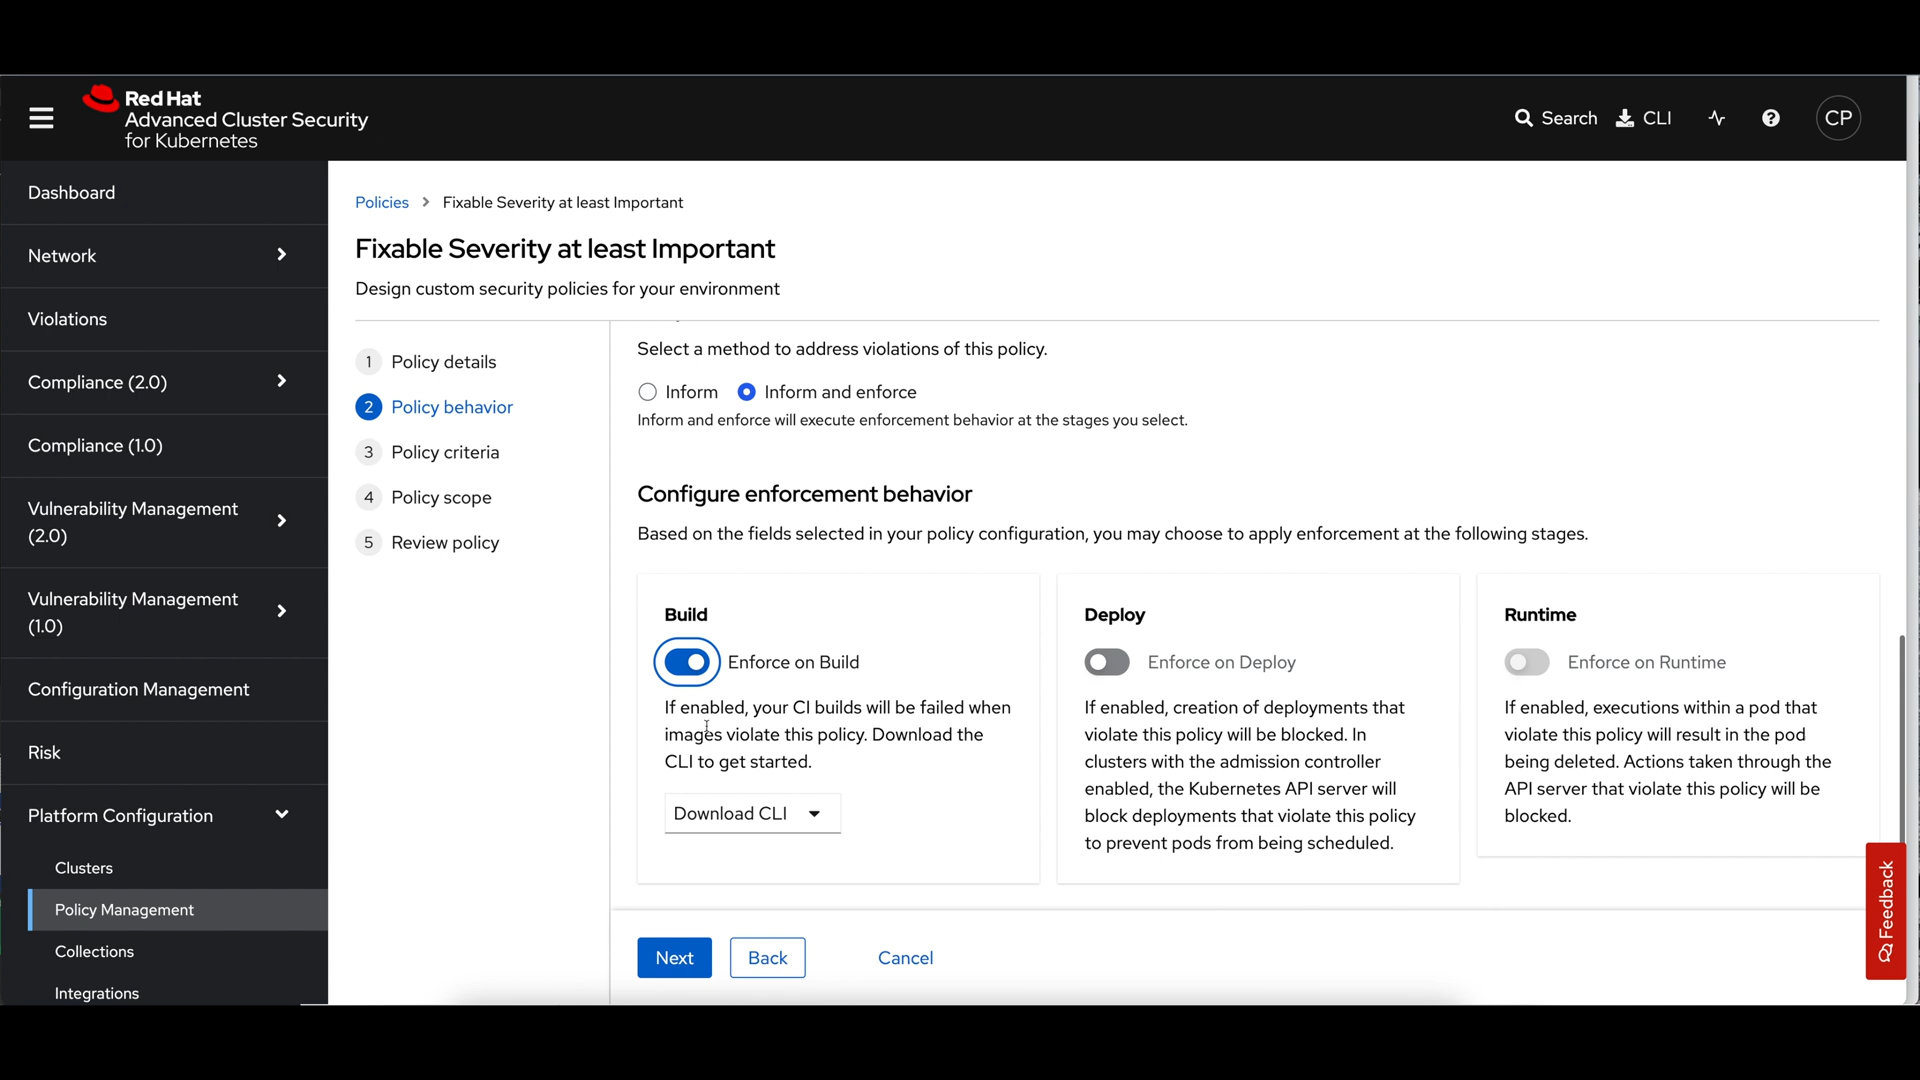 Red Hat
Advanced Cluster Security
for Kubernetes
Search
CLI
CP
Dashboard
Network
Violations
Compliance (2.0)
Compliance (1.0)
Vulnerability Management
(2.0)
Vulnerability Management
(1.0)
Configuration Management
Risk
Platform Configuration
Clusters
Policy Management
Collections
Integrations
Policies > Fixable Severity at least Important
Fixable Severity at least Important
Design custom security policies for your environment
1 Policy details
2 Policy behavior
3 Policy criteria
4 Policy scope
5 Review policy
Select a method to address violations of this policy.
Inform Inform and enforce
Inform and enforce will execute enforcement behavior at the stages you select.
Configure enforcement behavior
Based on the fields selected in your policy configuration, you may choose to apply enforcement at the following stages.
Build
Enforce on Build
If enabled, your CI builds will be failed when
images violate this policy. Download the
CLI to get started.
Download CLI
Deploy
Enforce on Deploy
If enabled, creation of deployments that
violate this policy will be blocked. In
clusters with the admission controller
enabled, the Kubernetes API server will
block deployments that violate this policy
to prevent pods from being scheduled.
Runtime
Enforce on Runtime
If enabled, executions within a pod that
violate this policy will result in the pod
being deleted. Actions taken through the
API server that violate this policy will be
blocked.
Next
Back
Cancel
Feedback